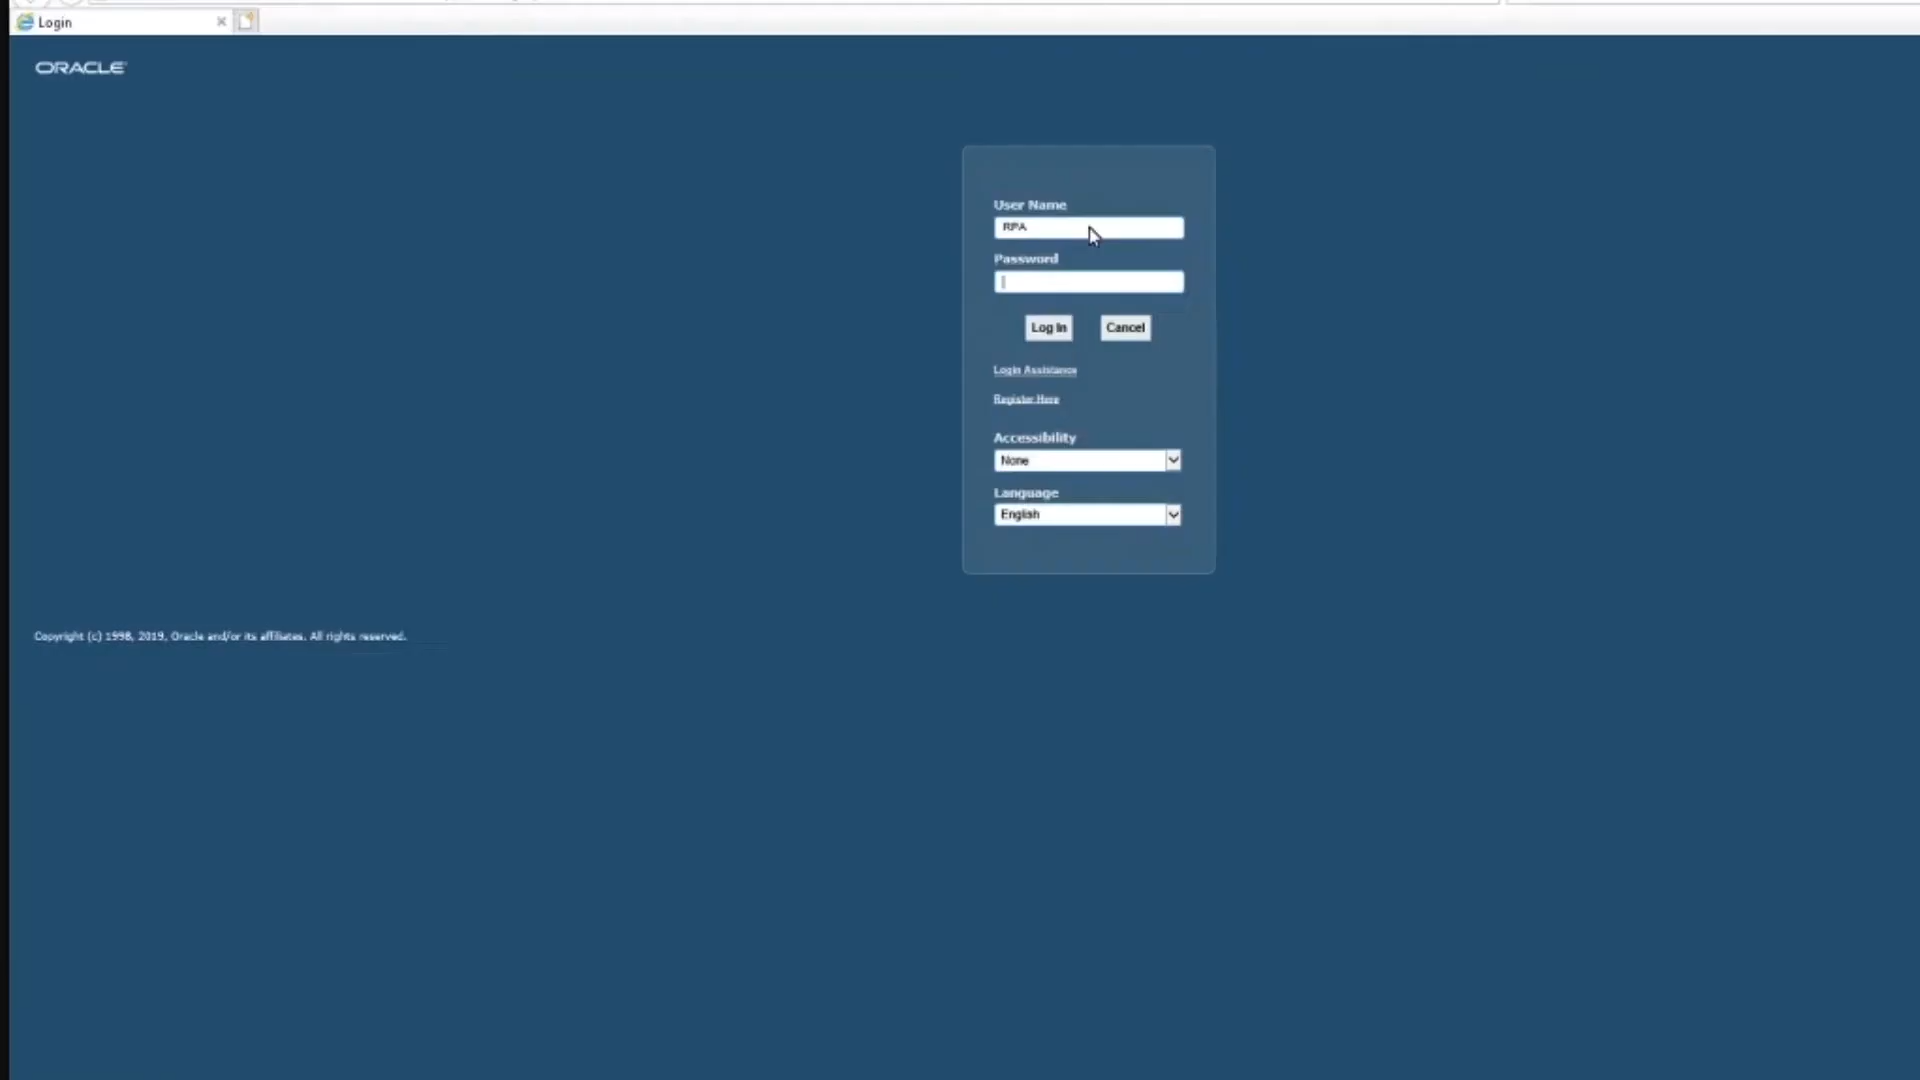 Login
ORACLE
User Name
RPA
Password
Log In
Cancel
Login Assistance
Register Here
Accessibility
None
Language
English
Copyright (c) 1998, 2019, Oracle and/or its affiliates. All rights reserved.